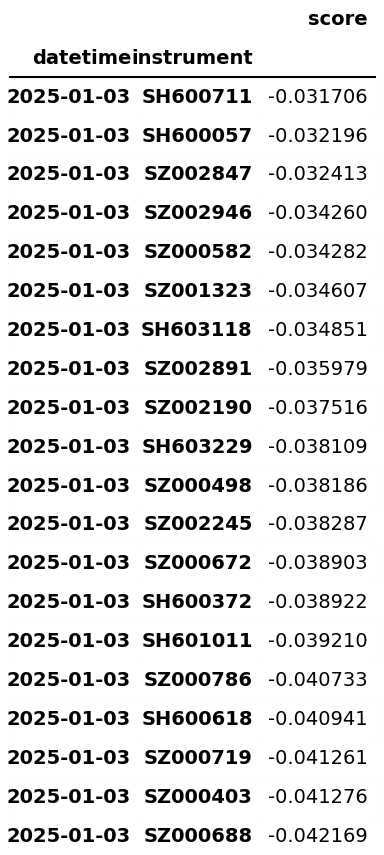 score
datetime instrument
2025-01-03 SH600711 -0.031706
2025-01-03 SH600057 -0.032196
2025-01-03 SZ002847 -0.032413
2025-01-03 SZ002946 -0.034260
2025-01-03 SZ000582 -0.034282
2025-01-03 SZ001323 -0.034607
2025-01-03 SH603118 -0.034851
2025-01-03 SZ002891 -0.035979
2025-01-03 SZ002190 -0.037516
2025-01-03 SH603229 -0.038109
2025-01-03 SZ000498 -0.038186
2025-01-03 SZ002245 -0.038287
2025-01-03 SZ000672 -0.038903
2025-01-03 SH600372 -0.038922
2025-01-03 SH601011 -0.039210
2025-01-03 SZ000786 -0.040733
2025-01-03 SH600618 -0.040941
2025-01-03 SZ000719 -0.041261
2025-01-03 SZ000403 -0.041276
2025-01-03 SZ000688 -0.042169